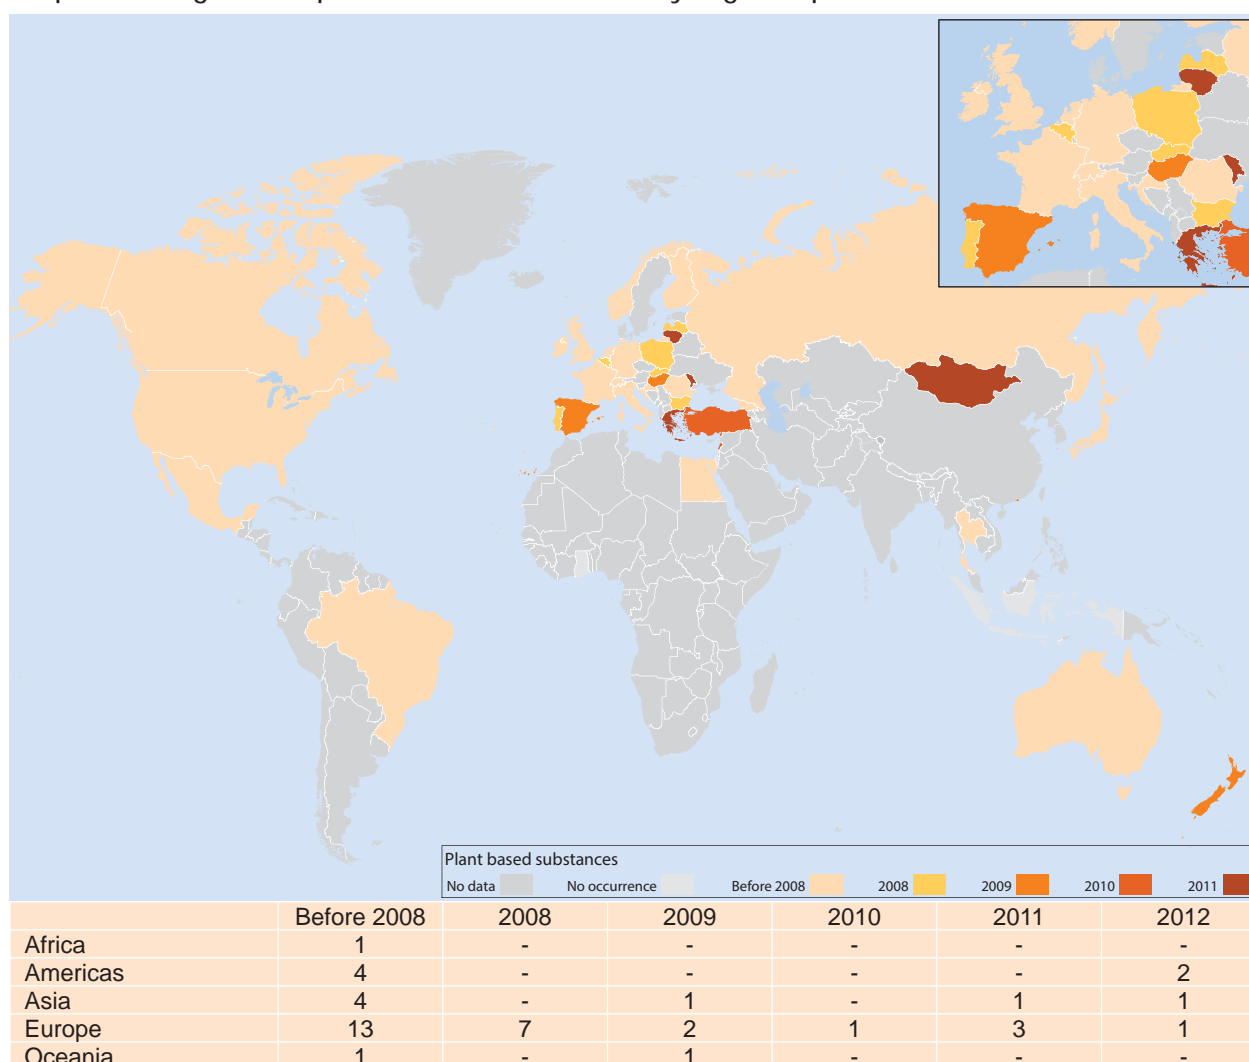 Plant based substances
No data No occurrence Before 2008 2008 2009 2010 2011
Before 2008 2008 2009 2010 2011 2012
Africa 1 - - - - -
Americas 4 - - - - 2
Asia 4 - 1 - 1 1
Europe 13 7 2 1 3 1
Oceania 1 - 1 - - -